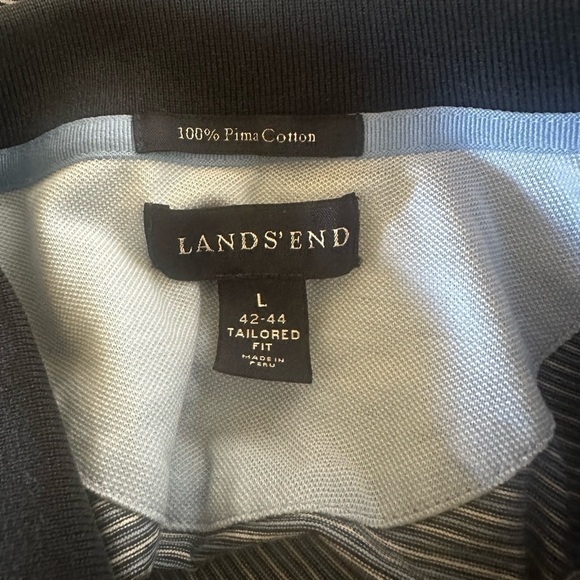 100% Pima Cotton
LANDS' END
L
42-44
TAILORED
FIT
MADE IN
PERU